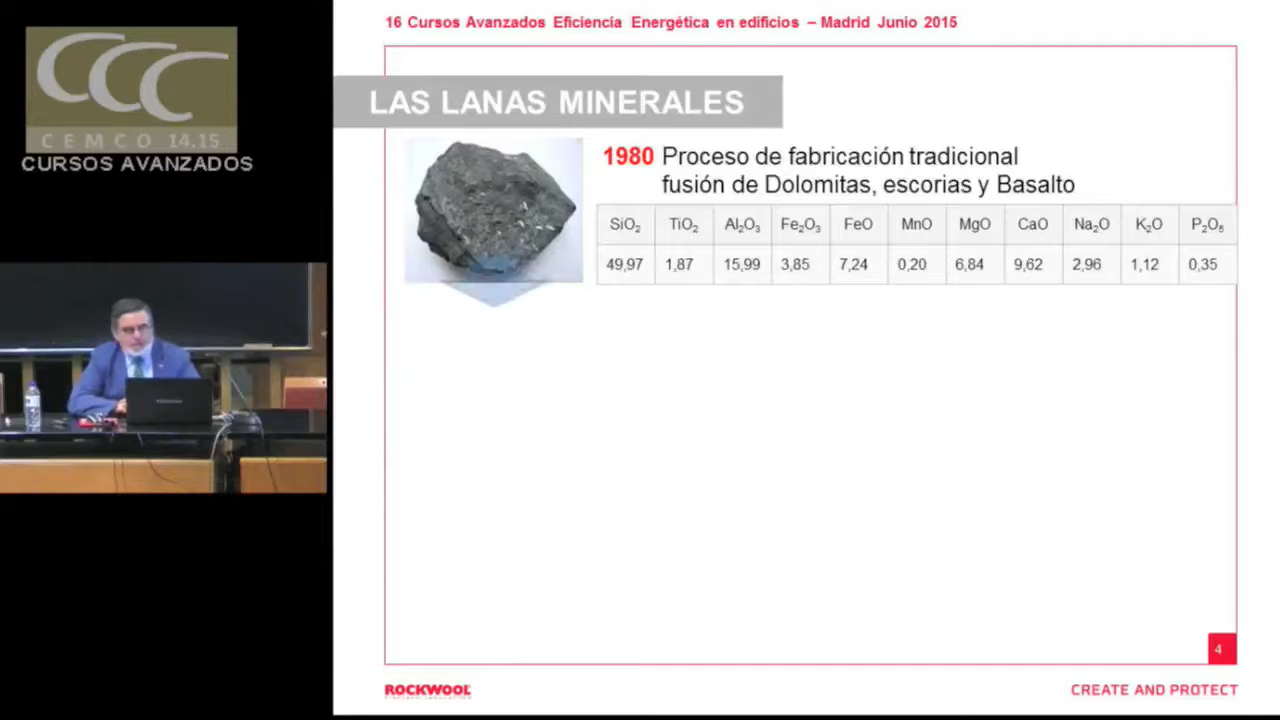 CCC
CEMCO 14.15
CURSOS AVANZADOS
16 Cursos Avanzados Eficiencia Energética en edificios – Madrid Junio 2015
LAS LANAS MINERALES
1980 Proceso de fabricación tradicional
fusión de Dolomitas, escorias y Basalto
SiO₂ TiO₂ Al₂O₃ Fe₂O₃ FeO MnO MgO CaO Na₂O K₂O P₂O₅
49,97 1,87 15,99 3,85 7,24 0,20 6,84 9,62 2,96 1,12 0,35
4
ROCKWOOL
CREATE AND PROTECT